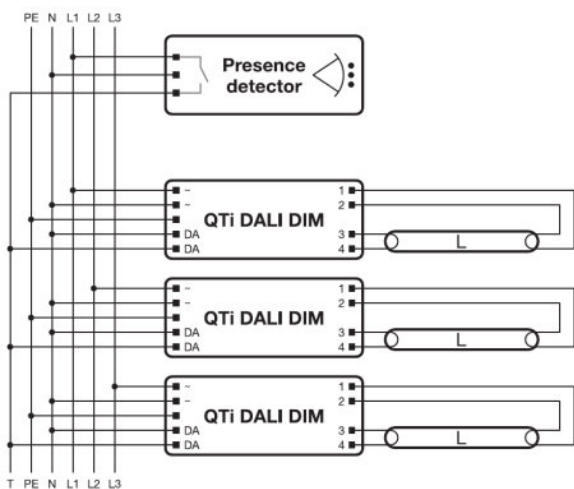 PE N L1 L2 L3
Presence
detector
~ 1
~ 2
QTi DALI DIM
DA 3 L
DA 4
~ 1
~ 2
QTi DALI DIM
DA 3 L
DA 4
~ 1
~ 2
QTi DALI DIM
DA 3 L
DA 4
T PE N L1 L2 L3